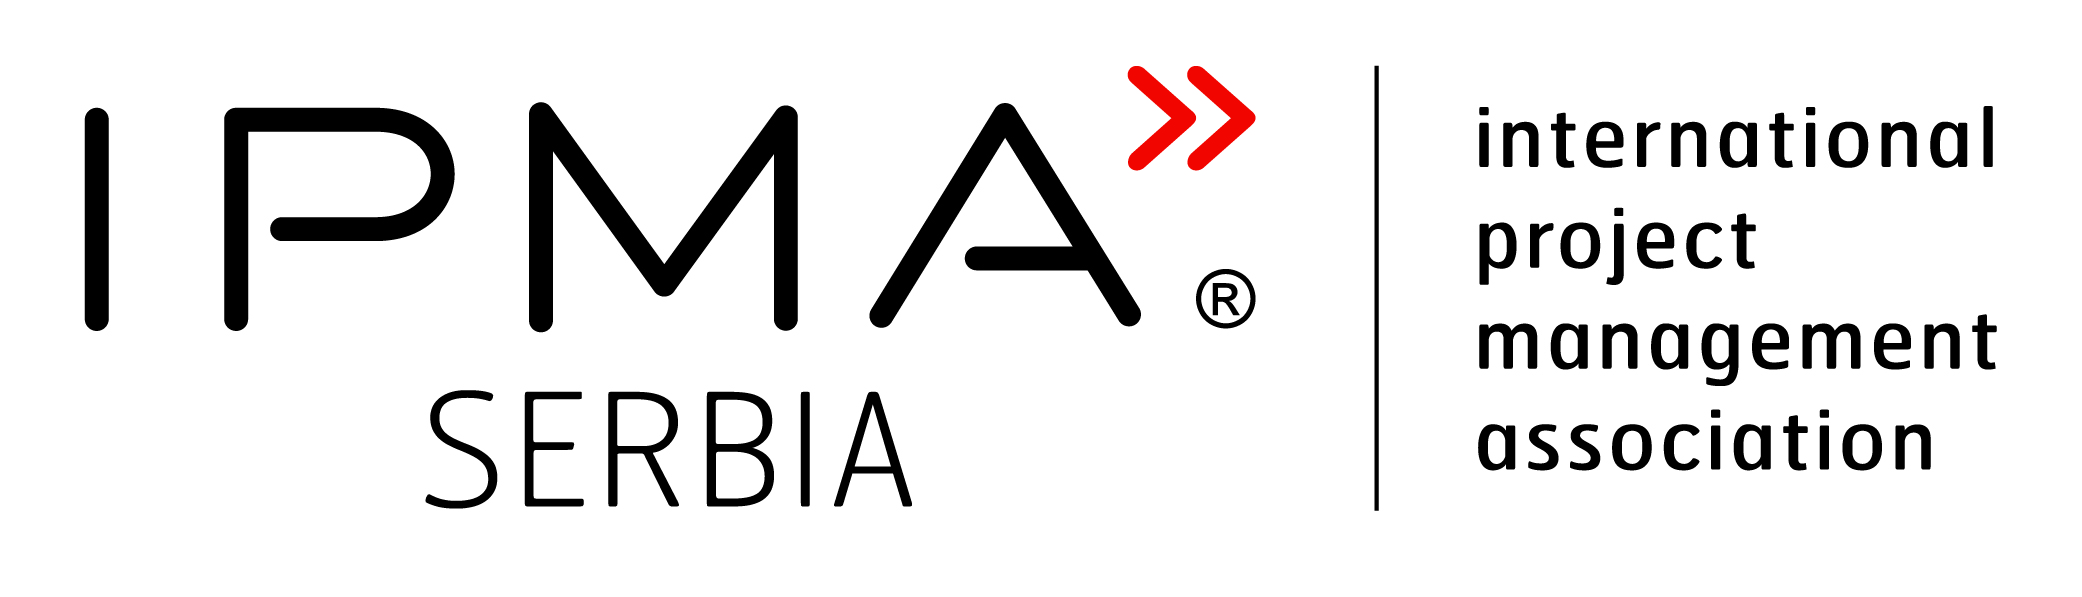 IPMA®
SERBIA
international
project
management
association